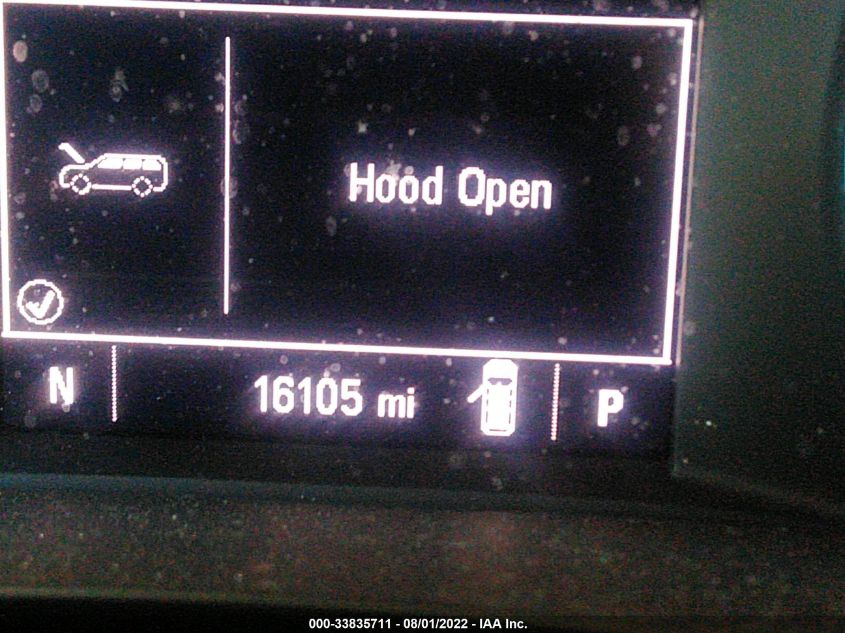 Hood Open
N 16105 mi P
000-33835711 - 08/01/2022 - IAA Inc.